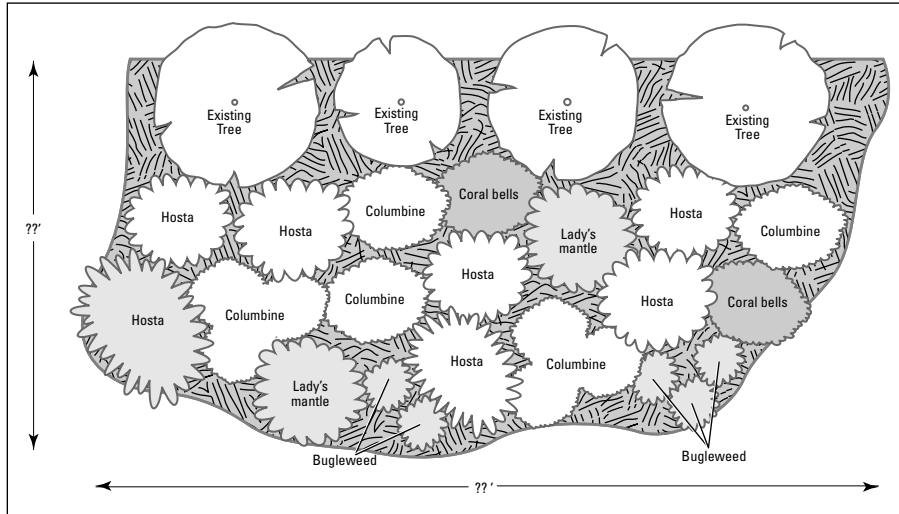 Existing
Tree
Existing
Tree
Existing
Tree
Existing
Tree
Coral bells
Hosta
Hosta
Columbine
Lady's
mantle
Hosta
Columbine
??′
Hosta
Hosta
Columbine
Columbine
Hosta
Coral bells
Hosta
Columbine
Lady's
mantle
Bugleweed
Bugleweed
??′